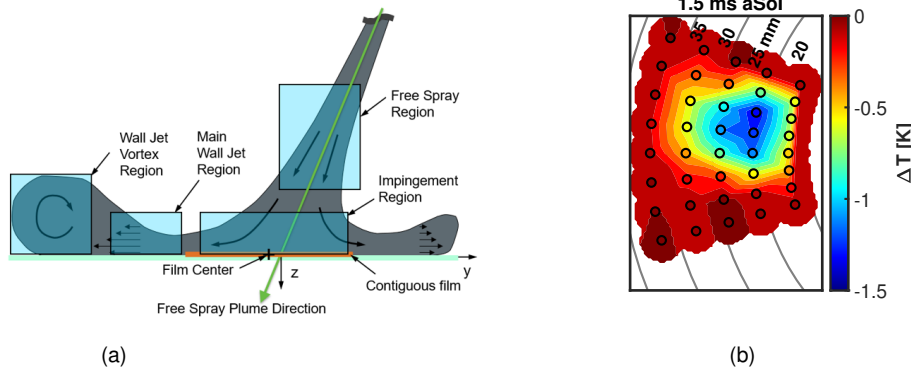 Free Spray
Region
Wall Jet
Vortex
Region
Main
Wall Jet
Region
Impingement
Region
Film Center
z
y
Contiguous film
Free Spray Plume Direction
(a)
1.5 ms aSoI
35
30
25 mm
20
0
-0.5
-1
-1.5
ΔT [K]
(b)